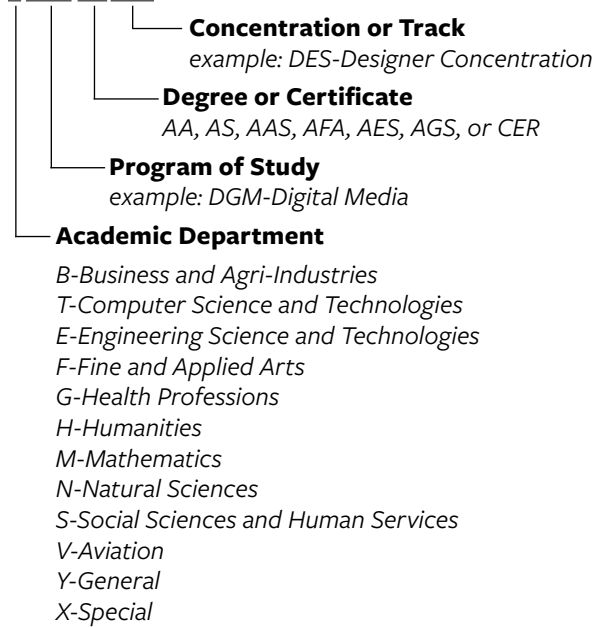 Concentration or Track
example: DES-Designer Concentration
Degree or Certificate
AA, AS, AAS, AFA, AES, AGS, or CER
Program of Study
example: DGM-Digital Media
Academic Department
B-Business and Agri-Industries
T-Computer Science and Technologies
E-Engineering Science and Technologies
F-Fine and Applied Arts
G-Health Professions
H-Humanities
M-Mathematics
N-Natural Sciences
S-Social Sciences and Human Services
V-Aviation
Y-General
X-Special